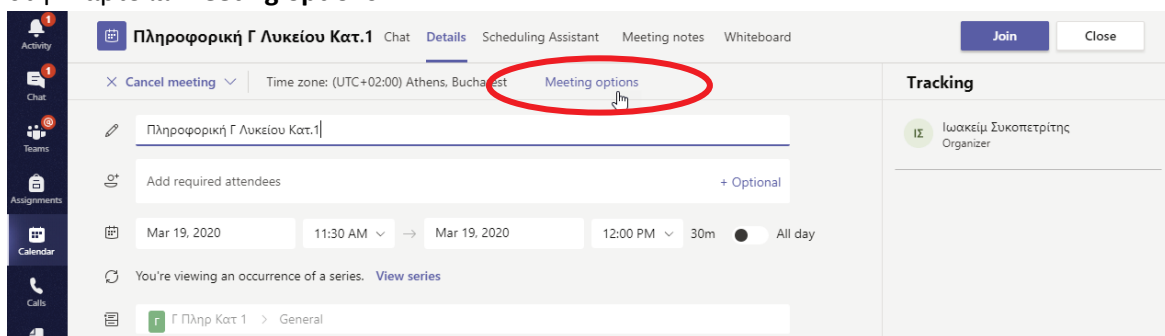 Πληροφορική Γ Λυκείου Κατ.1 Chat Details Scheduling Assistant Meeting notes Whiteboard Join Close
Activity
Cancel meeting Time zone: (UTC+02:00) Athens, Bucharest Meeting options Tracking
Chat
Πληροφορική Γ Λυκείου Κατ.1
Ιωακείμ Συκοπετρίτης
ΙΣ
Organizer
Teams
Add required attendees + Optional
Assignments
Mar 19, 2020 11:30 AM → Mar 19, 2020 12:00 PM 30m All day
Calendar
You're viewing an occurrence of a series. View series
Calls
Γ Γ Πληρ Κατ 1 > General